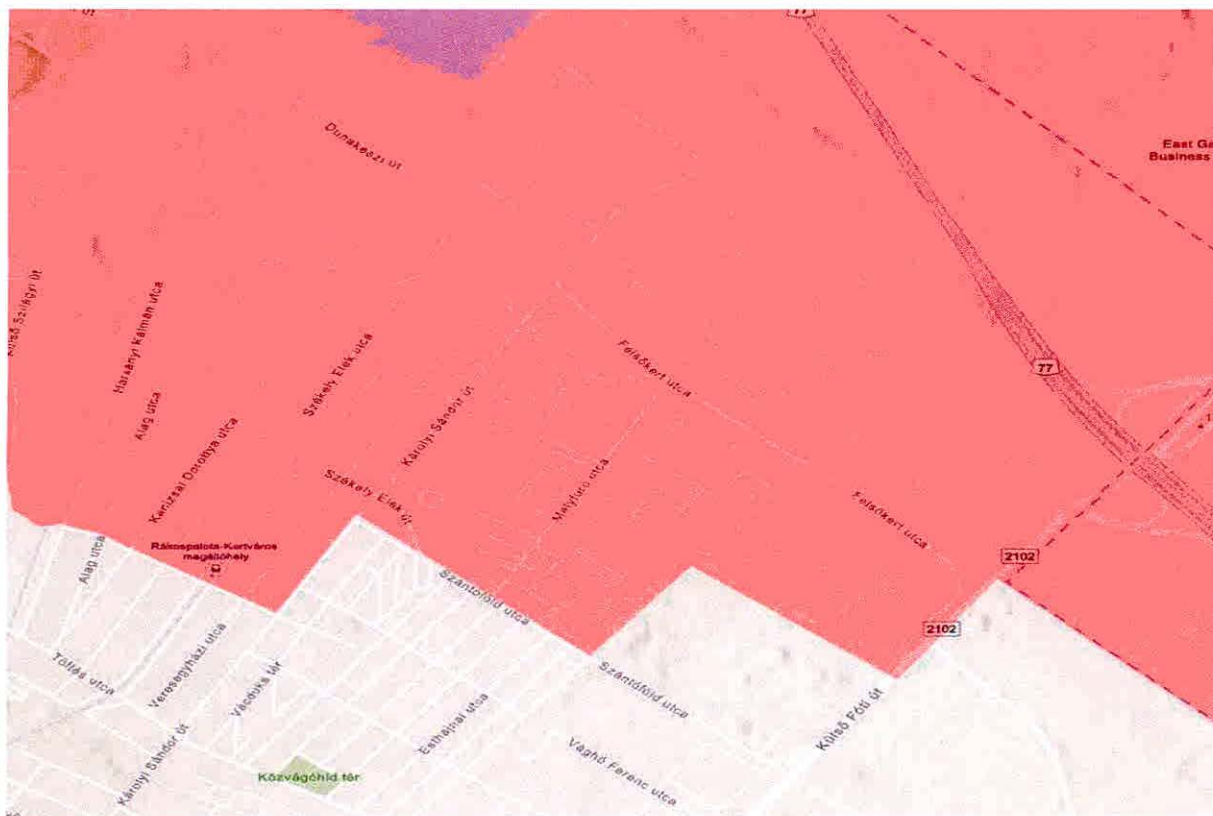 77
Dunakeszi út
East Ga
Business
Külső Szilágyi út
Harsányi Kálmán utca
Székely Elek utca
Felsőkert utca
77
Alag utca
Károlyi Sándor út
Kanizsai Dorottya utca
Székely Elek út
Mélyfúró utca
Felsőkert utca
Rákospalota-Kertváros
megállóhely
2102
Alag utca
Szántóföld utca
2102
Töltés utca
Veresegyházi utca
Vácduka tér
Szántóföld utca
Esthajnal utca
Külső Fóti út
Károlyi Sándor út
Közvágóhíd tér
Vághó Ferenc utca